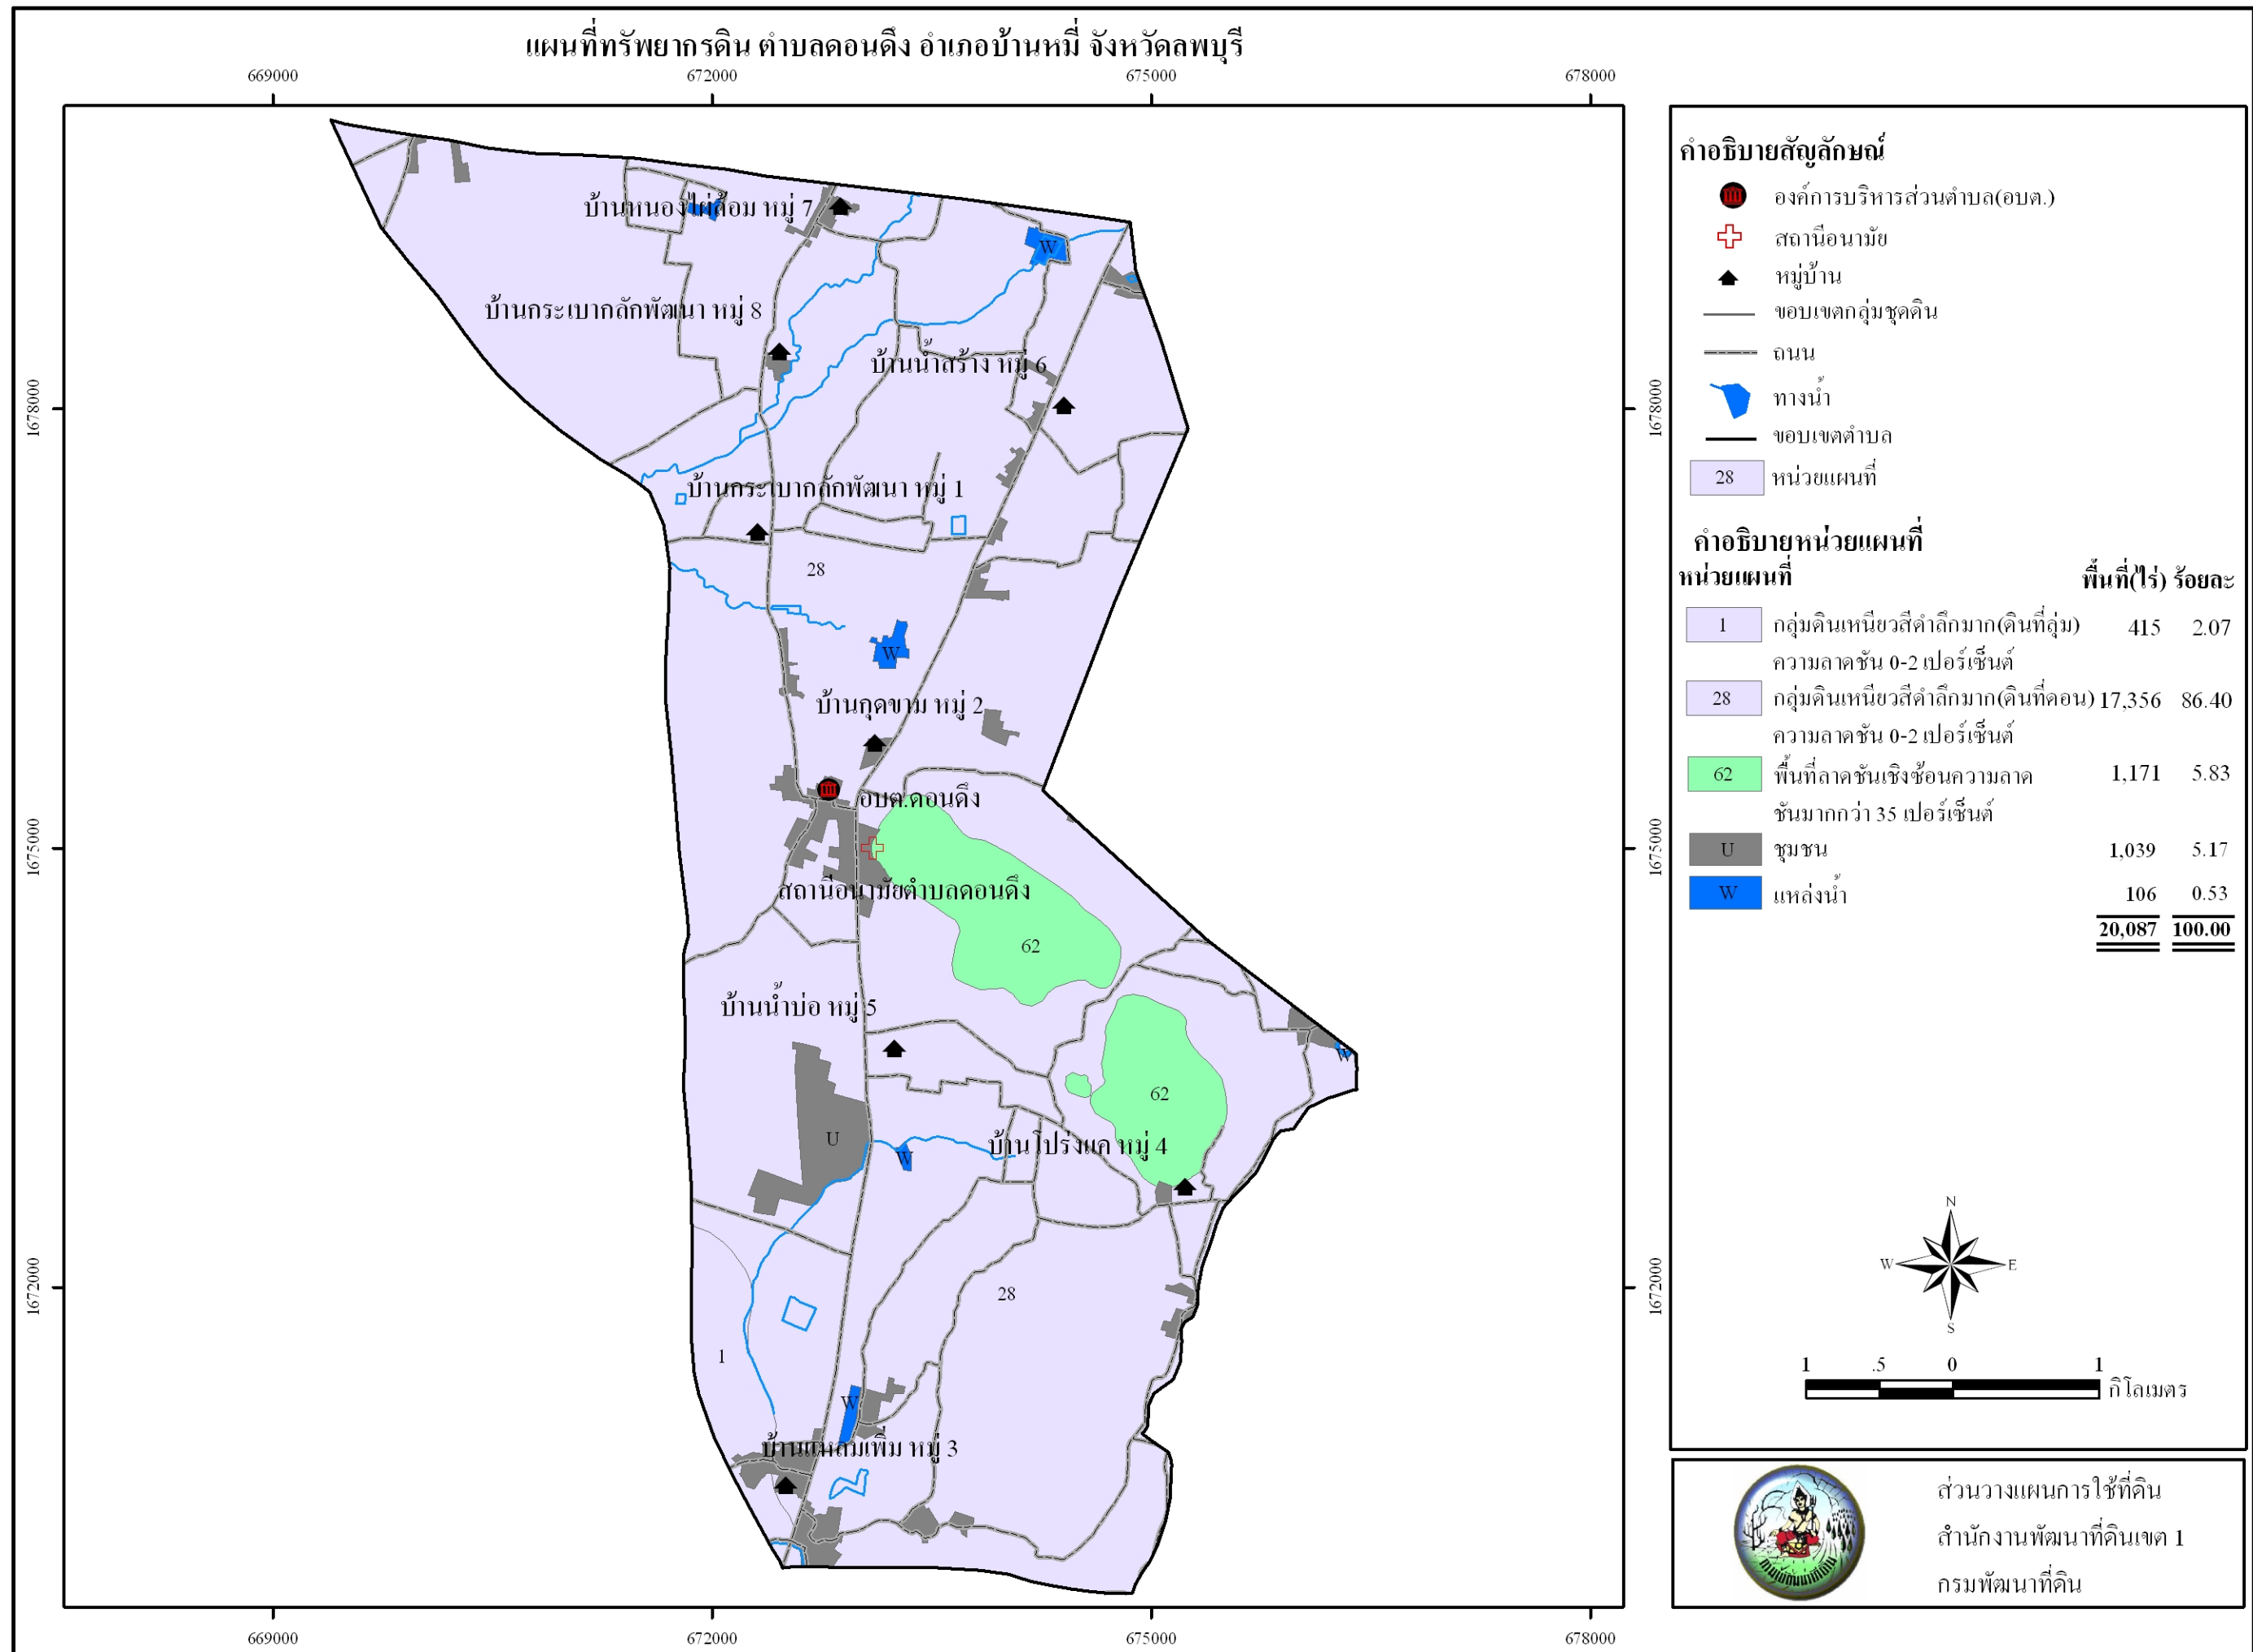 แผนที่ทรัพยากรดิน ตำบลดอนดึง อำเภอบ้านหมี่ จังหวัดลพบุรี
669000 672000 675000 678000
1678000 1678000
1675000 1675000
1672000 1672000
บ้านหนองไผ่ล้อม หมู่ 7
W
บ้านกระเบากลักพัฒนา หมู่ 8
บ้านน้ำสร้าง หมู่ 6
บ้านกระเบากลักพัฒนา หมู่ 1
28
W
บ้านกุดขาม หมู่ 2
อบต.ดอนดึง
สถานีอนามัยตำบลดอนดึง
62
บ้านน้ำบ่อ หมู่ 5
W
62
U
W
บ้านโปร่งแค หมู่ 4
28
1
W
บ้านแหลมเพิ่ม หมู่ 3
669000 672000 675000 678000
คำอธิบายสัญลักษณ์
องค์การบริหารส่วนตำบล(อบต.)
สถานีอนามัย
หมู่บ้าน
ขอบเขตกลุ่มชุดดิน
ถนน
ทางน้ำ
ขอบเขตตำบล
28 หน่วยแผนที่
คำอธิบายหน่วยแผนที่
หน่วยแผนที่ พื้นที่(ไร่) ร้อยละ
1 กลุ่มดินเหนียวสีดำลึกมาก(ดินที่ลุ่ม) 415 2.07
ความลาดชัน 0-2 เปอร์เซ็นต์
28 กลุ่มดินเหนียวสีดำลึกมาก(ดินที่ดอน) 17,356 86.40
ความลาดชัน 0-2 เปอร์เซ็นต์
62 พื้นที่ลาดชันเชิงซ้อนความลาด 1,171 5.83
ชันมากกว่า 35 เปอร์เซ็นต์
U ชุมชน 1,039 5.17
W แหล่งน้ำ 106 0.53
20,087 100.00
N
W E
S
1 .5 0 1
กิโลเมตร
กรมพัฒนาที่ดิน
ส่วนวางแผนการใช้ที่ดิน
สำนักงานพัฒนาที่ดินเขต 1
กรมพัฒนาที่ดิน